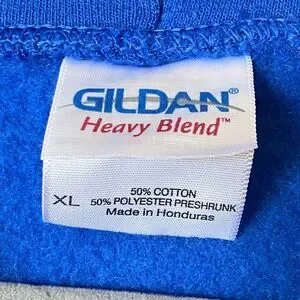 GILDAN
Heavy Blend™
XL
50% COTTON
50% POLYESTER PRESHRUNK
Made in Honduras